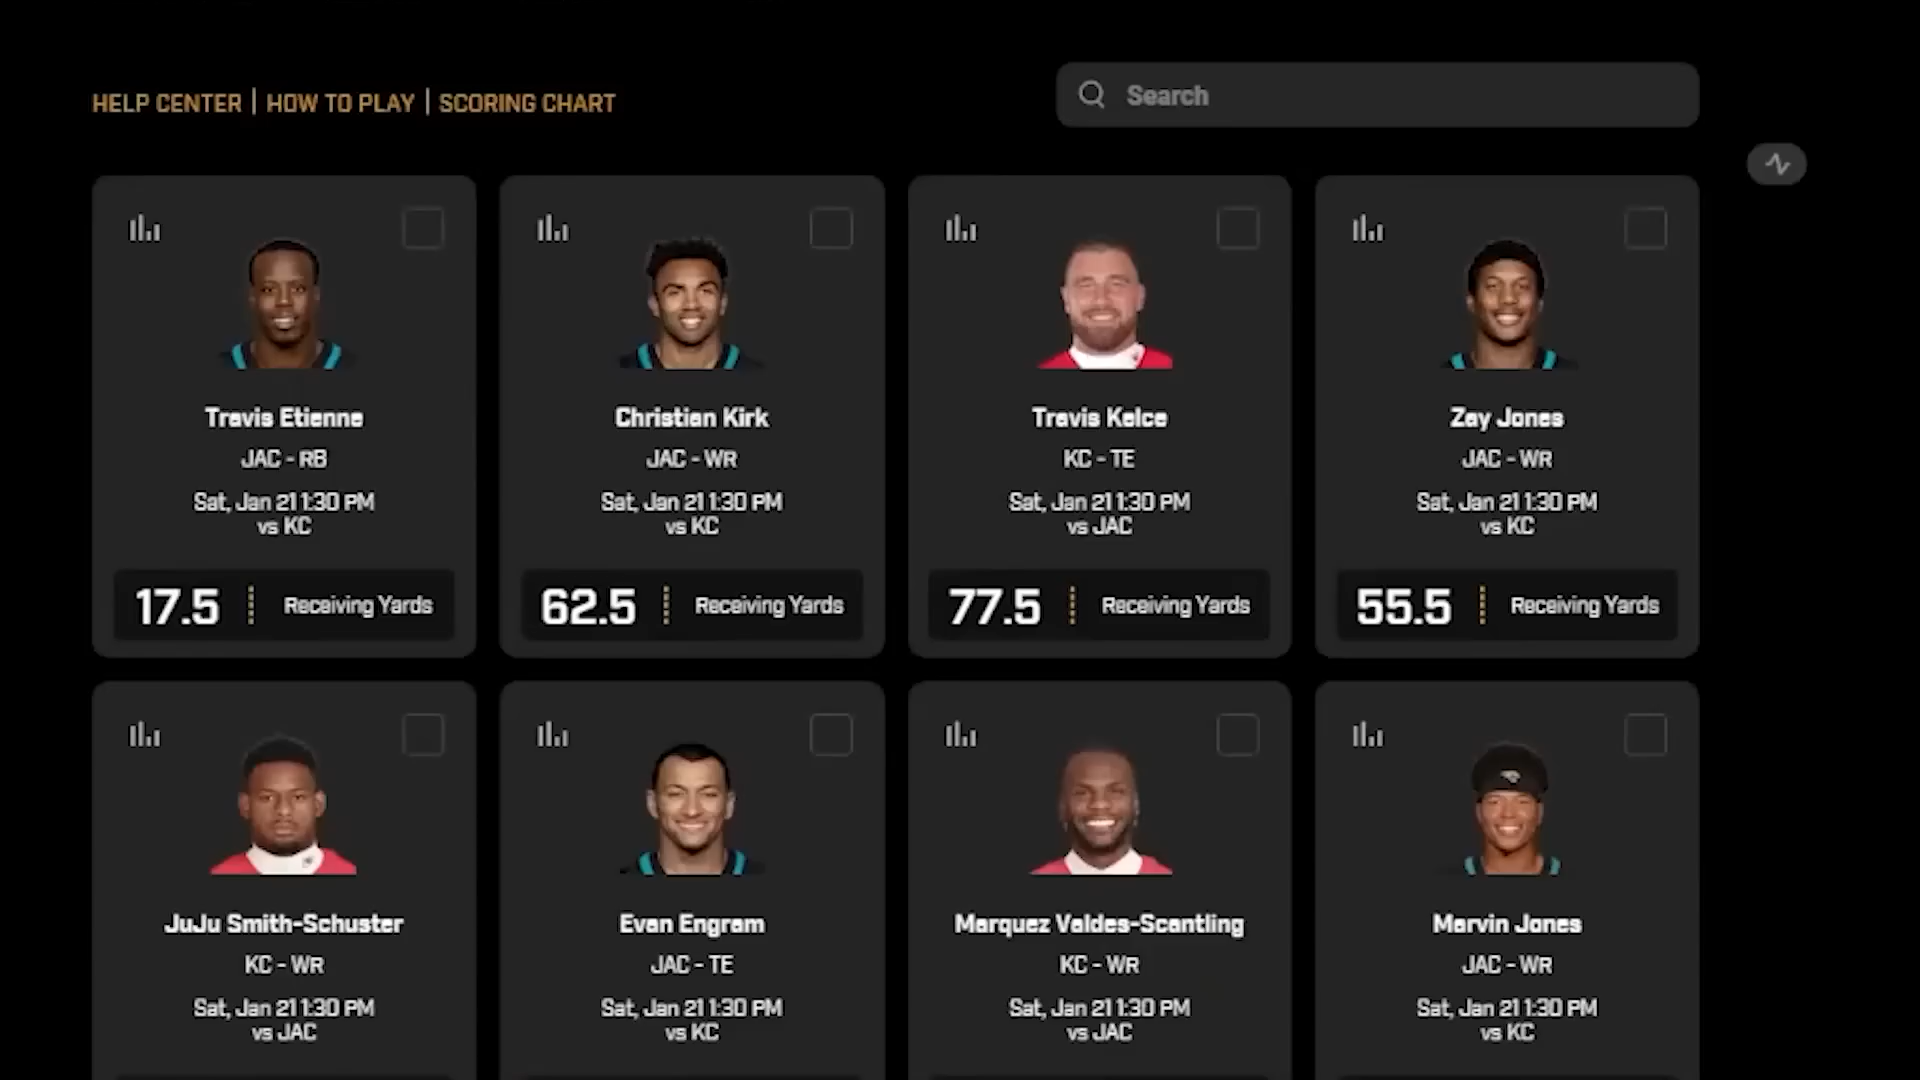 HELP CENTER | HOW TO PLAY | SCORING CHART
Search
Travis Etienne
JAC - RB
Sat, Jan 21 1:30 PM
vs KC
17.5 Receiving Yards
Christian Kirk
JAC - WR
Sat, Jan 21 1:30 PM
vs KC
62.5 Receiving Yards
Travis Kelce
KC - TE
Sat, Jan 21 1:30 PM
vs JAC
77.5 Receiving Yards
Zay Jones
JAC - WR
Sat, Jan 21 1:30 PM
vs KC
55.5 Receiving Yards
JuJu Smith-Schuster
KC - WR
Sat, Jan 21 1:30 PM
vs JAC
Evan Engram
JAC - TE
Sat, Jan 21 1:30 PM
vs KC
Marquez Valdes-Scantling
KC - WR
Sat, Jan 21 1:30 PM
vs JAC
Marvin Jones
JAC - WR
Sat, Jan 21 1:30 PM
vs KC